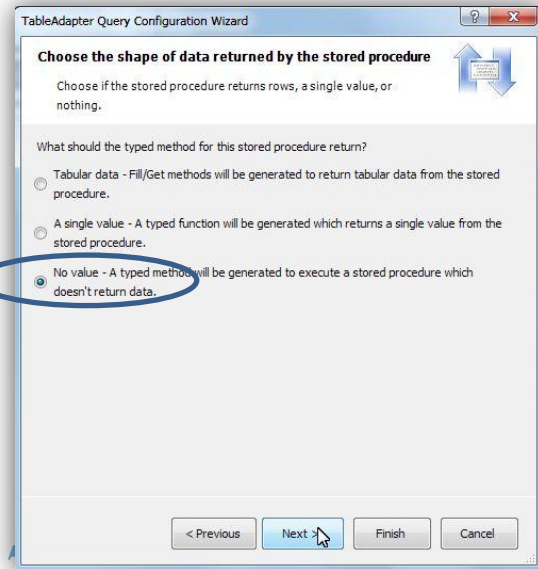 TableAdapter Query Configuration Wizard
Choose the shape of data returned by the stored procedure
Choose if the stored procedure returns rows, a single value, or
nothing.
What should the typed method for this stored procedure return?
Tabular data - Fill/Get methods will be generated to return tabular data from the stored
procedure.
A single value - A typed function will be generated which returns a single value from the
stored procedure.
No value - A typed method will be generated to execute a stored procedure which
doesn't return data.
< Previous
Next >
Finish
Cancel